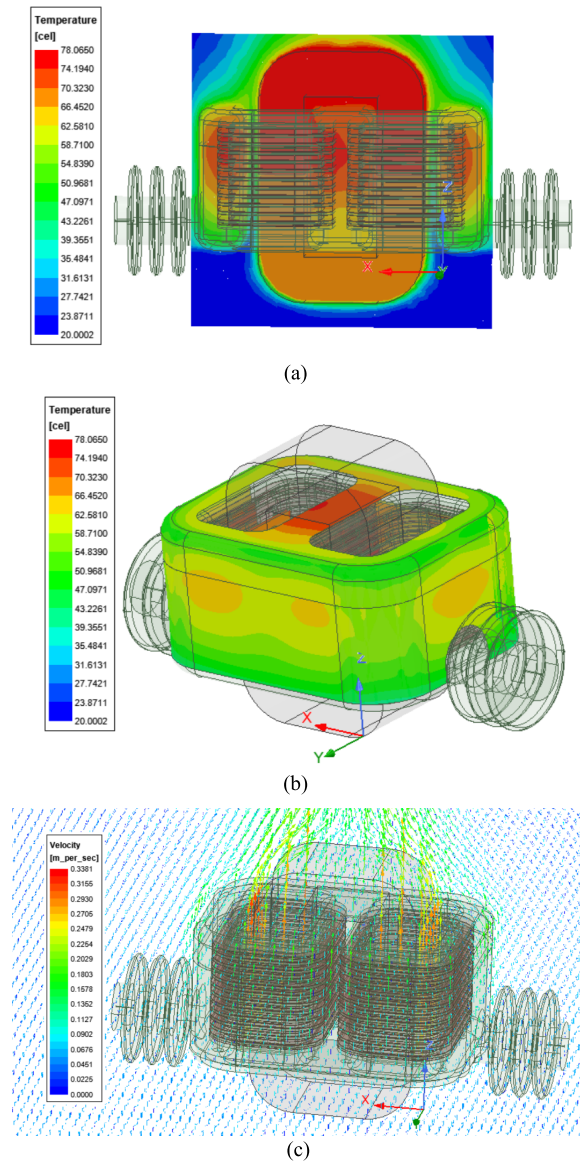 Temperature
[cel]
78.0650
74.1940
70.3230
66.4520
62.5810
58.7100
54.8390
50.9681
47.0971
43.2261
39.3551
35.4841
31.6131
27.7421
23.8711
20.0002
Z
X
Y
(a)
Temperature
[cel]
78.0650
74.1940
70.3230
66.4520
62.5810
58.7100
54.8390
50.9681
47.0971
43.2261
39.3551
35.4841
31.6131
27.7421
23.8711
20.0002
Z
X
Y
(b)
Velocity
[m_per_sec]
0.3381
0.3155
0.2930
0.2705
0.2479
0.2254
0.2029
0.1803
0.1578
0.1352
0.1127
0.0902
0.0676
0.0451
0.0225
0.0000
Z
X
(c)